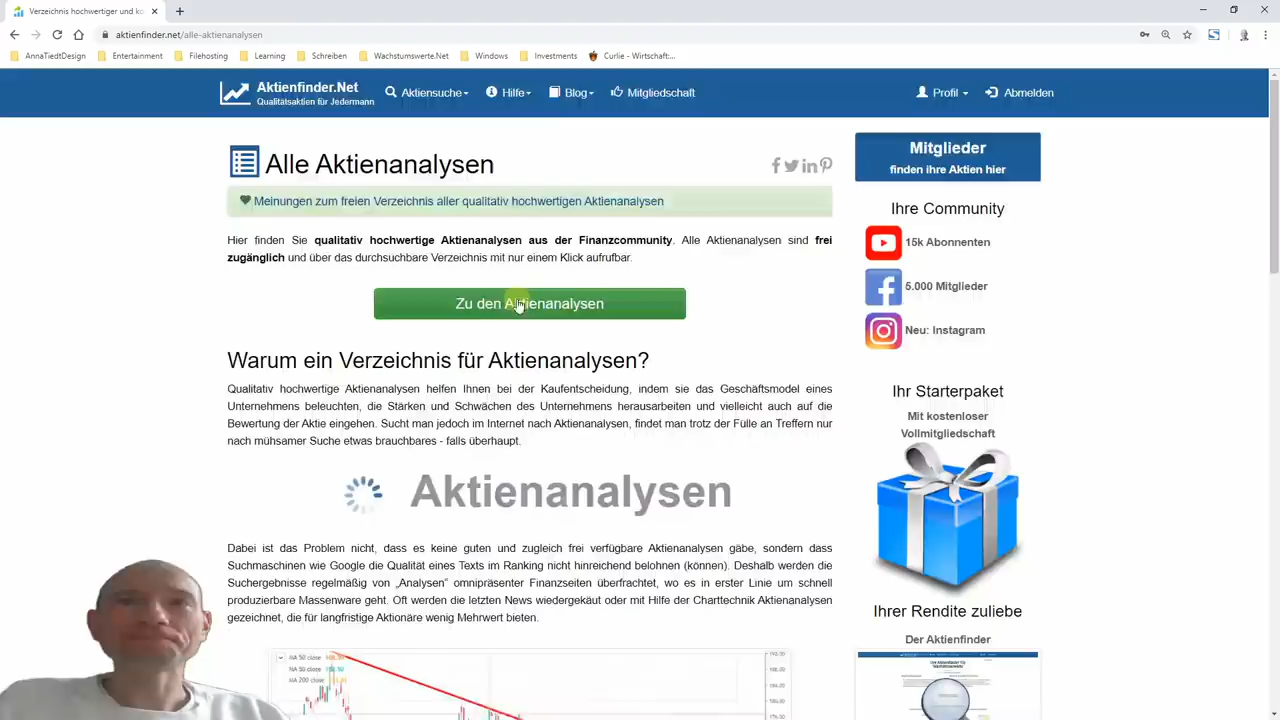 Verzeichnis hochwertiger und ko
aktienfinder.net/alle-aktienanalysen
AnnaTiedtDesign Entertainment Filehosting Learning Schreiben Wachstumswerte.Net Windows Investments Curlie - Wirtschaft:...
Aktienfinder.Net
Qualitätsaktien für Jedermann
Aktiensuche Hilfe Blog Mitgliedschaft Profil Abmelden
Alle Aktienanalysen
Meinungen zum freien Verzeichnis aller qualitativ hochwertigen Aktienanalysen
Hier finden Sie qualitativ hochwertige Aktienanalysen aus der Finanzcommunity. Alle Aktienanalysen sind frei
zugänglich und über das durchsuchbare Verzeichnis mit nur einem Klick aufrufbar.
Zu den Aktienanalysen
Warum ein Verzeichnis für Aktienanalysen?
Qualitativ hochwertige Aktienanalysen helfen Ihnen bei der Kaufentscheidung, indem sie das Geschäftsmodel eines
Unternehmens beleuchten, die Stärken und Schwächen des Unternehmens herausarbeiten und vielleicht auch auf die
Bewertung der Aktie eingehen. Sucht man jedoch im Internet nach Aktienanalysen, findet man trotz der Fülle an Treffern nur
nach mühsamer Suche etwas brauchbares - falls überhaupt.
Aktienanalysen
Dabei ist das Problem nicht, dass es keine guten und zugleich frei verfügbare Aktienanalysen gäbe, sondern dass
Suchmaschinen wie Google die Qualität eines Texts im Ranking nicht hinreichend belohnen (können). Deshalb werden die
Suchergebnisse regelmäßig von „Analysen“ omnipräsenter Finanzseiten überfrachtet, wo es in erster Linie um schnell
produzierbare Massenware geht. Oft werden die letzten News wiedergekäut oder mit Hilfe der Charttechnik Aktienanalysen
gezeichnet, die für langfristige Aktionäre wenig Mehrwert bieten.
MA 50 close
MA 50 close
MA 200 close
Mitglieder
finden ihre Aktien hier
Ihre Community
15k Abonnenten
5.000 Mitglieder
Neu: Instagram
Ihr Starterpaket
Mit kostenloser
Vollmitgliedschaft
Ihrer Rendite zuliebe
Der Aktienfinder